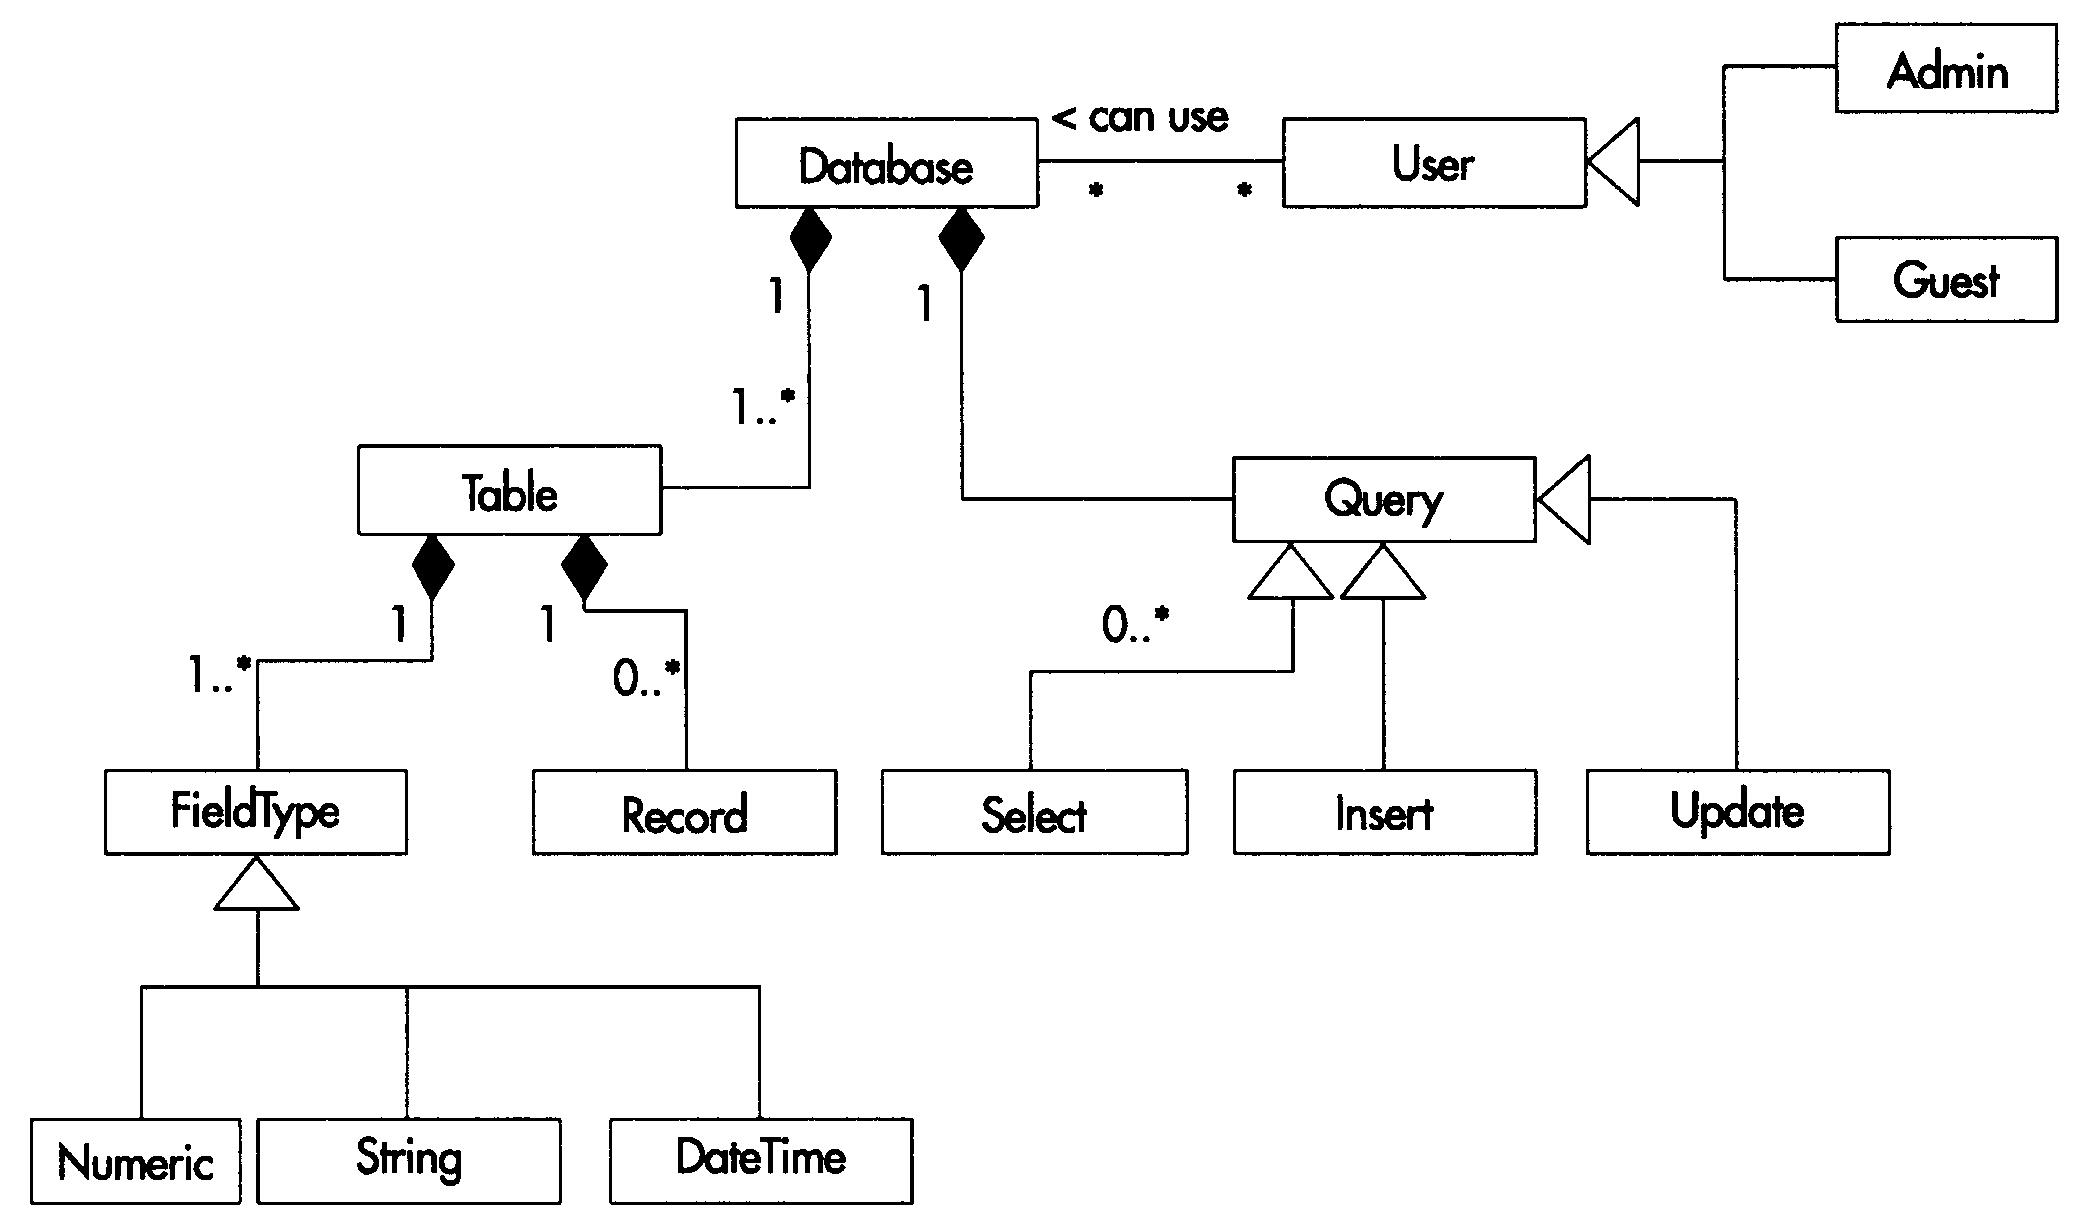 Admin
< can use
Database
User
*
*
Guest
1
1
1..*
Table
Query
1
1
0..*
1..*
0..*
FieldType
Record
Select
Insert
Update
Numeric
String
DateTime